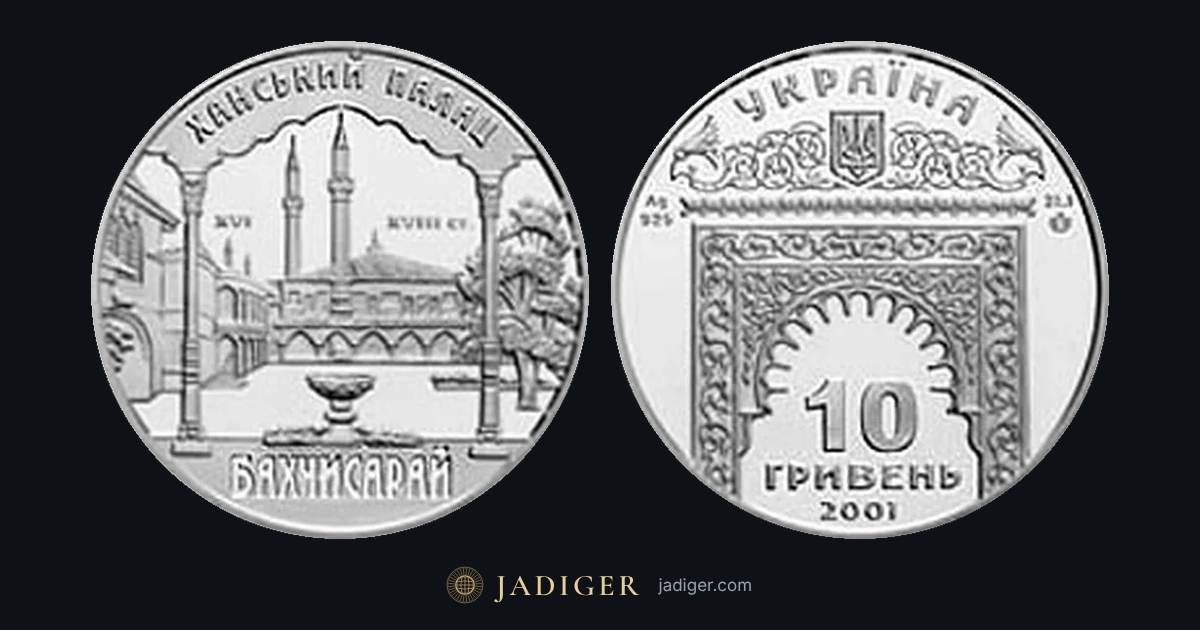 ХАНСЬКИЙ ПАЛАЦ
XVI
XVIII ст.
БАХЧИСАРАЙ
УКРАЇНА
Ag
925
31.1
10
ГРИВЕНЬ
2001
JADIGER
jadiger.com